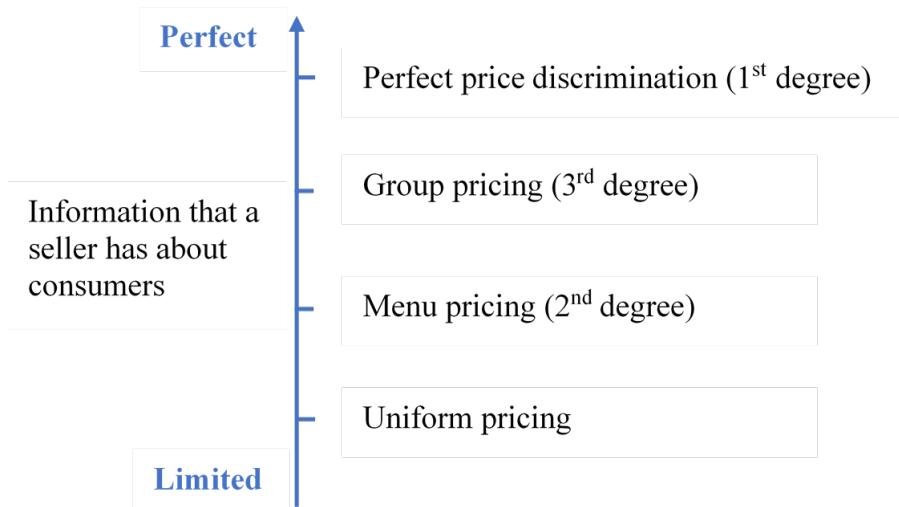 Perfect
Perfect price discrimination (1st degree)
Group pricing (3rd degree)
Information that a
seller has about
consumers
Menu pricing (2nd degree)
Uniform pricing
Limited